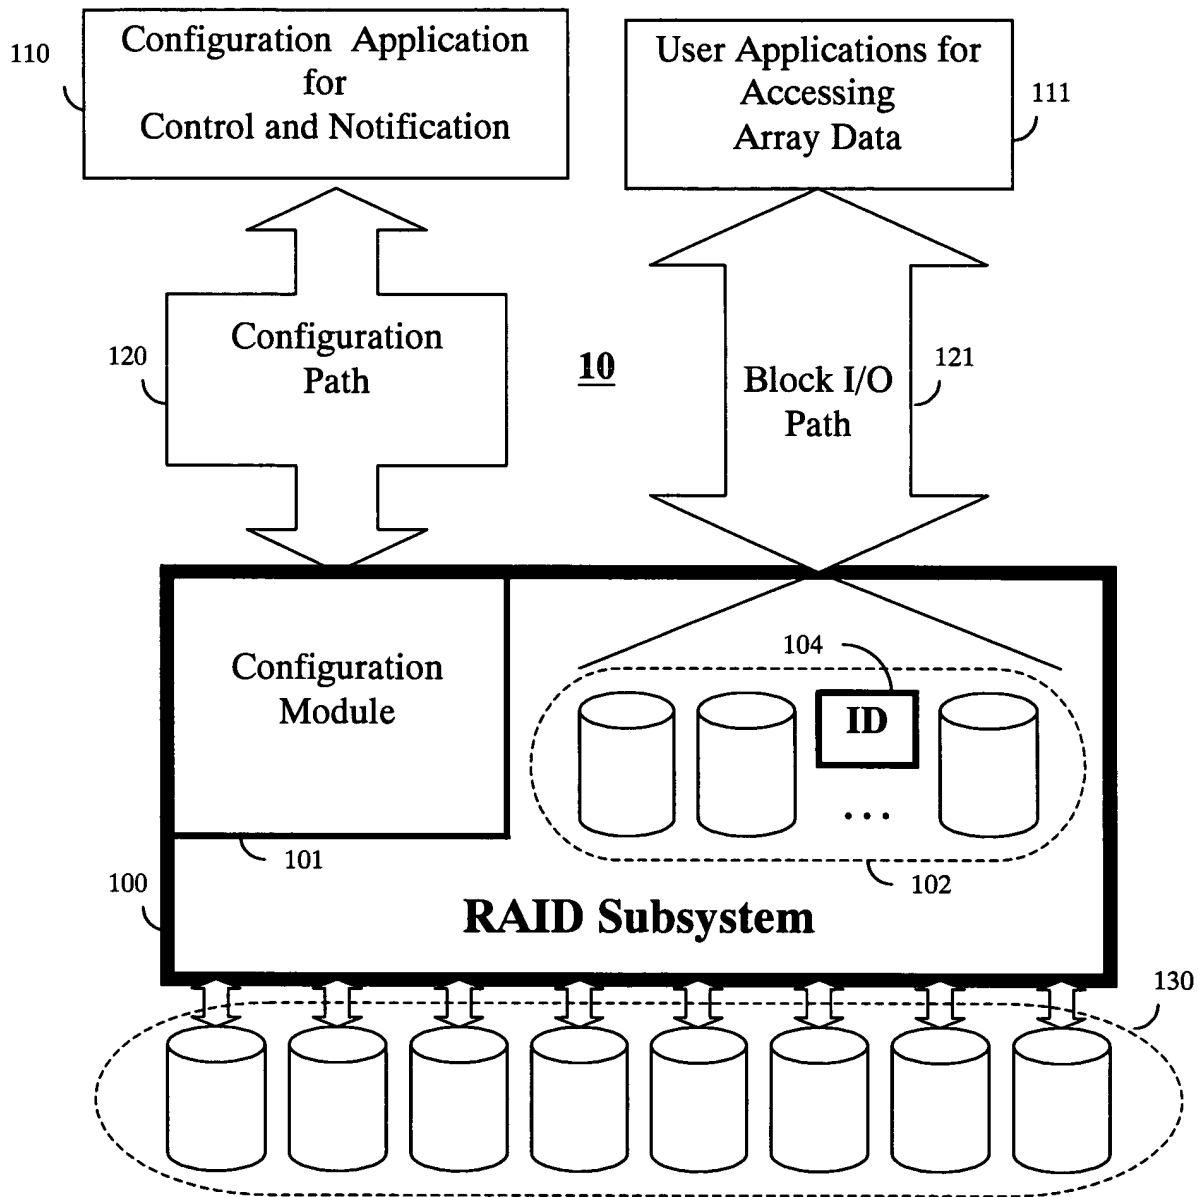 110
Configuration Application
for
Control and Notification
User Applications for
Accessing
Array Data
111
120
Configuration
Path
10
Block I/O
Path
121
Configuration
Module
104
ID
...
101
102
100
RAID Subsystem
130